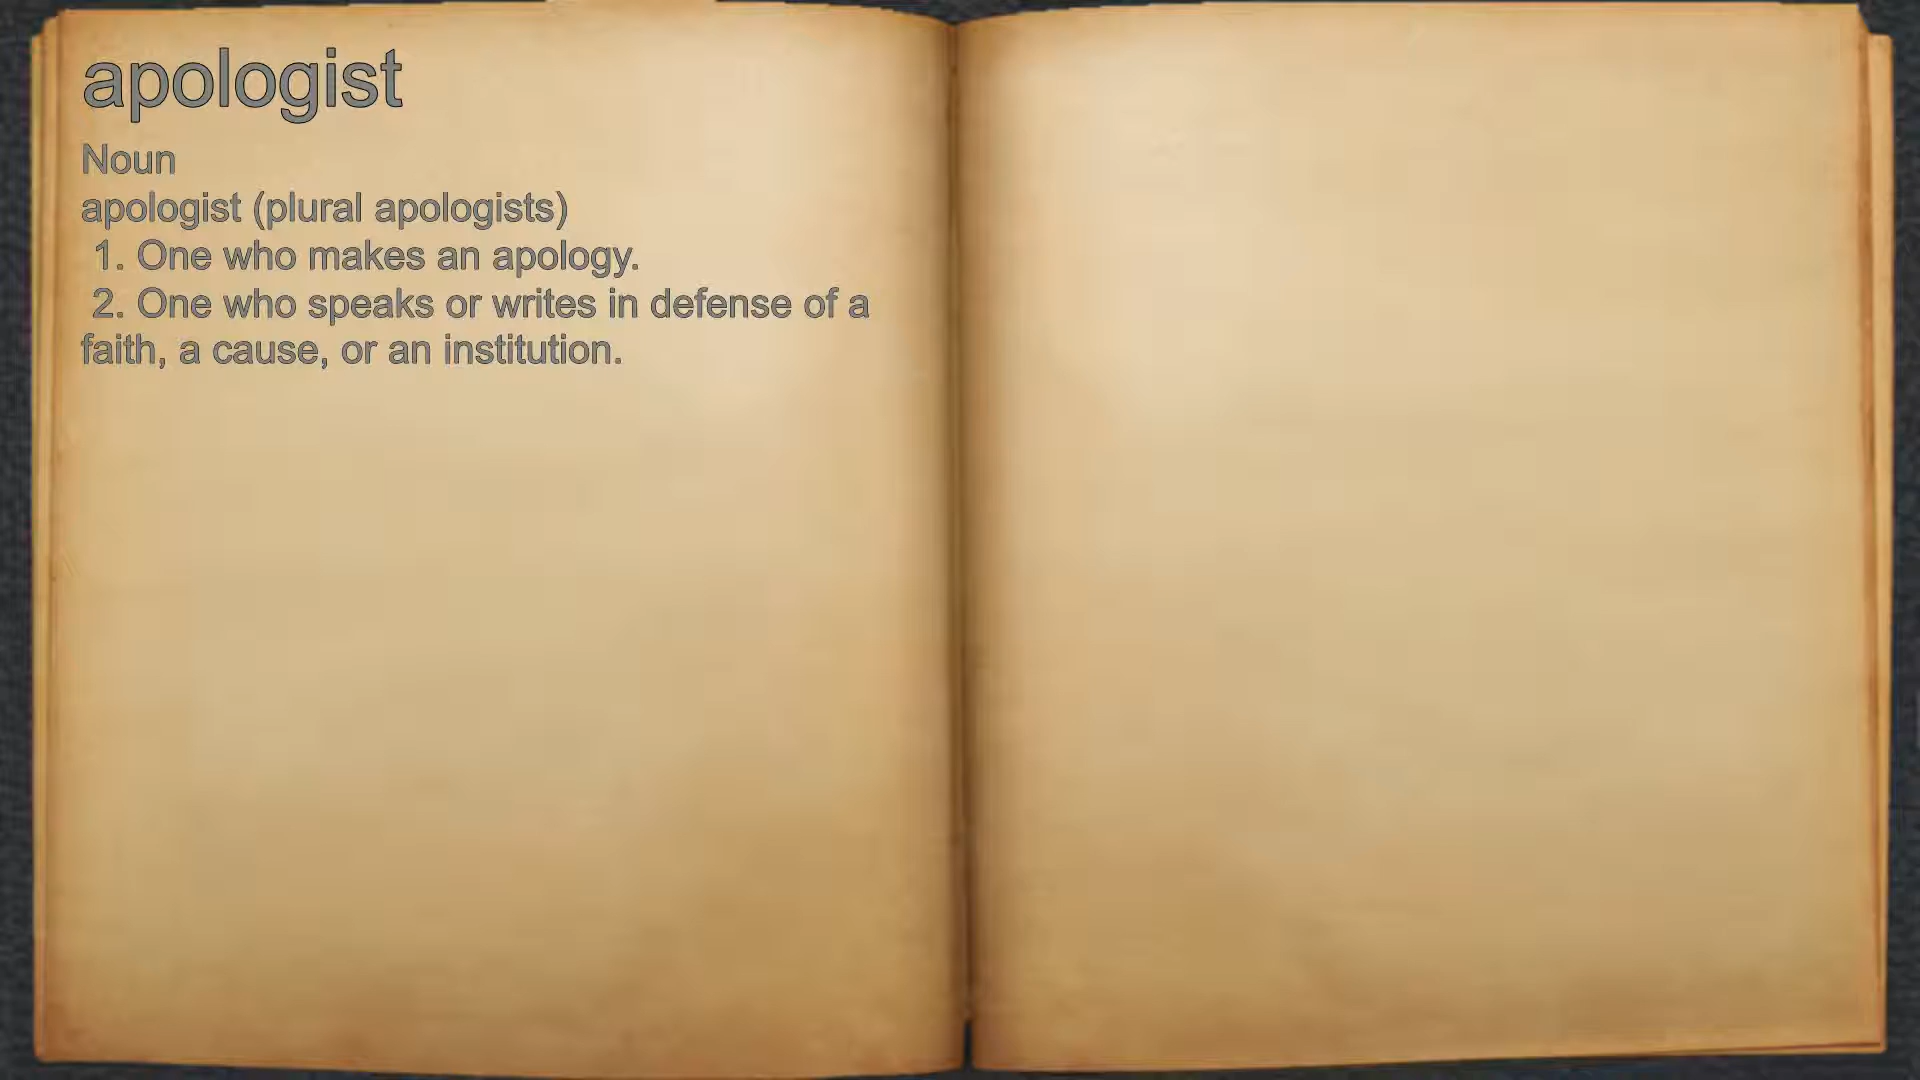 apologist
Noun
apologist (plural apologists)
1. One who makes an apology.
2. One who speaks or writes in defense of a
faith, a cause, or an institution.